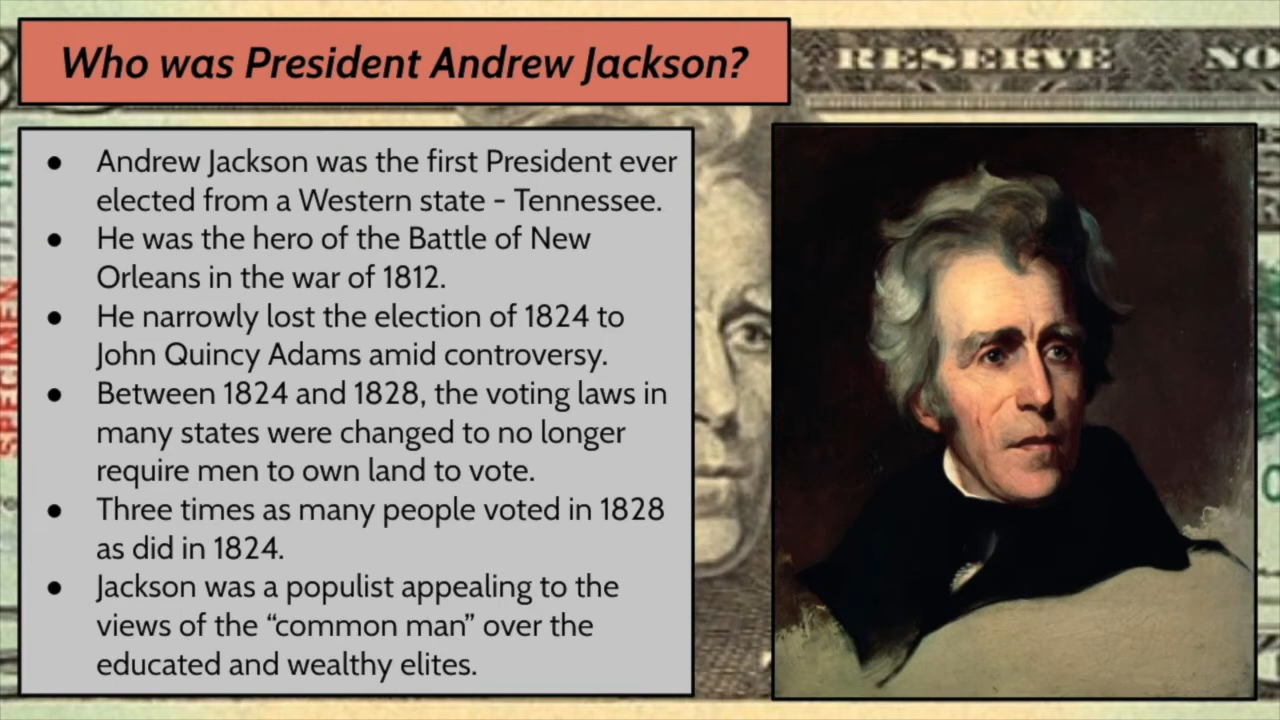 Who was President Andrew Jackson?
RESERVE NO
● Andrew Jackson was the first President ever
elected from a Western state - Tennessee.
● He was the hero of the Battle of New
Orleans in the war of 1812.
● He narrowly lost the election of 1824 to
John Quincy Adams amid controversy.
● Between 1824 and 1828, the voting laws in
many states were changed to no longer
require men to own land to vote.
● Three times as many people voted in 1828
as did in 1824.
● Jackson was a populist appealing to the
views of the “common man” over the
educated and wealthy elites.
SPECIMEN